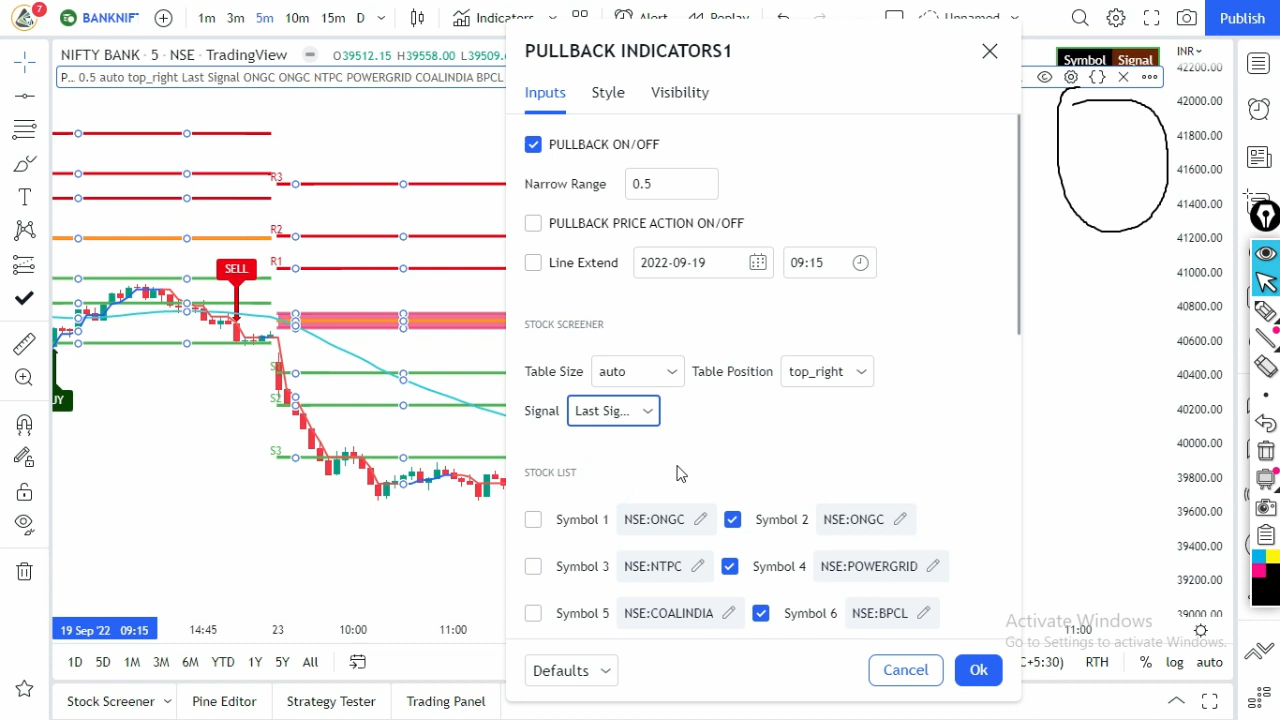 7 BANKNIF 1m 3m 5m 10m 15m D Indicators Alert Replay Unnamed Publish
NIFTY BANK · 5 · NSE · TradingView O39512.15 H39558.00 L39509.
P... 0.5 auto top_right Last Signal ONGC ONGC NTPC POWERGRID COALINDIA BPCL
PULLBACK INDICATORS1
Inputs Style Visibility
PULLBACK ON/OFF
Narrow Range 0.5
PULLBACK PRICE ACTION ON/OFF
Line Extend 2022-09-19 09:15
STOCK SCREENER
Table Size auto Table Position top_right
Signal Last Sig...
STOCK LIST
Symbol 1 NSE:ONGC Symbol 2 NSE:ONGC
Symbol 3 NSE:NTPC Symbol 4 NSE:POWERGRID
Symbol 5 NSE:COALINDIA Symbol 6 NSE:BPCL
Defaults Cancel Ok
Symbol Signal
INR
42200.00
42000.00
41800.00
41600.00
41400.00
41200.00
41000.00
40800.00
40600.00
40400.00
40200.00
40000.00
39800.00
39600.00
39400.00
39200.00
39000.00
R3
R2
R1
SELL
UY
S2
S3
19 Sep '22 09:15 14:45 23 10:00 11:00 11:00
Activate Windows
Go to Settings to activate Windows.
1D 5D 1M 3M 6M YTD 1Y 5Y All C+5:30) RTH % log auto
Stock Screener Pine Editor Strategy Tester Trading Panel